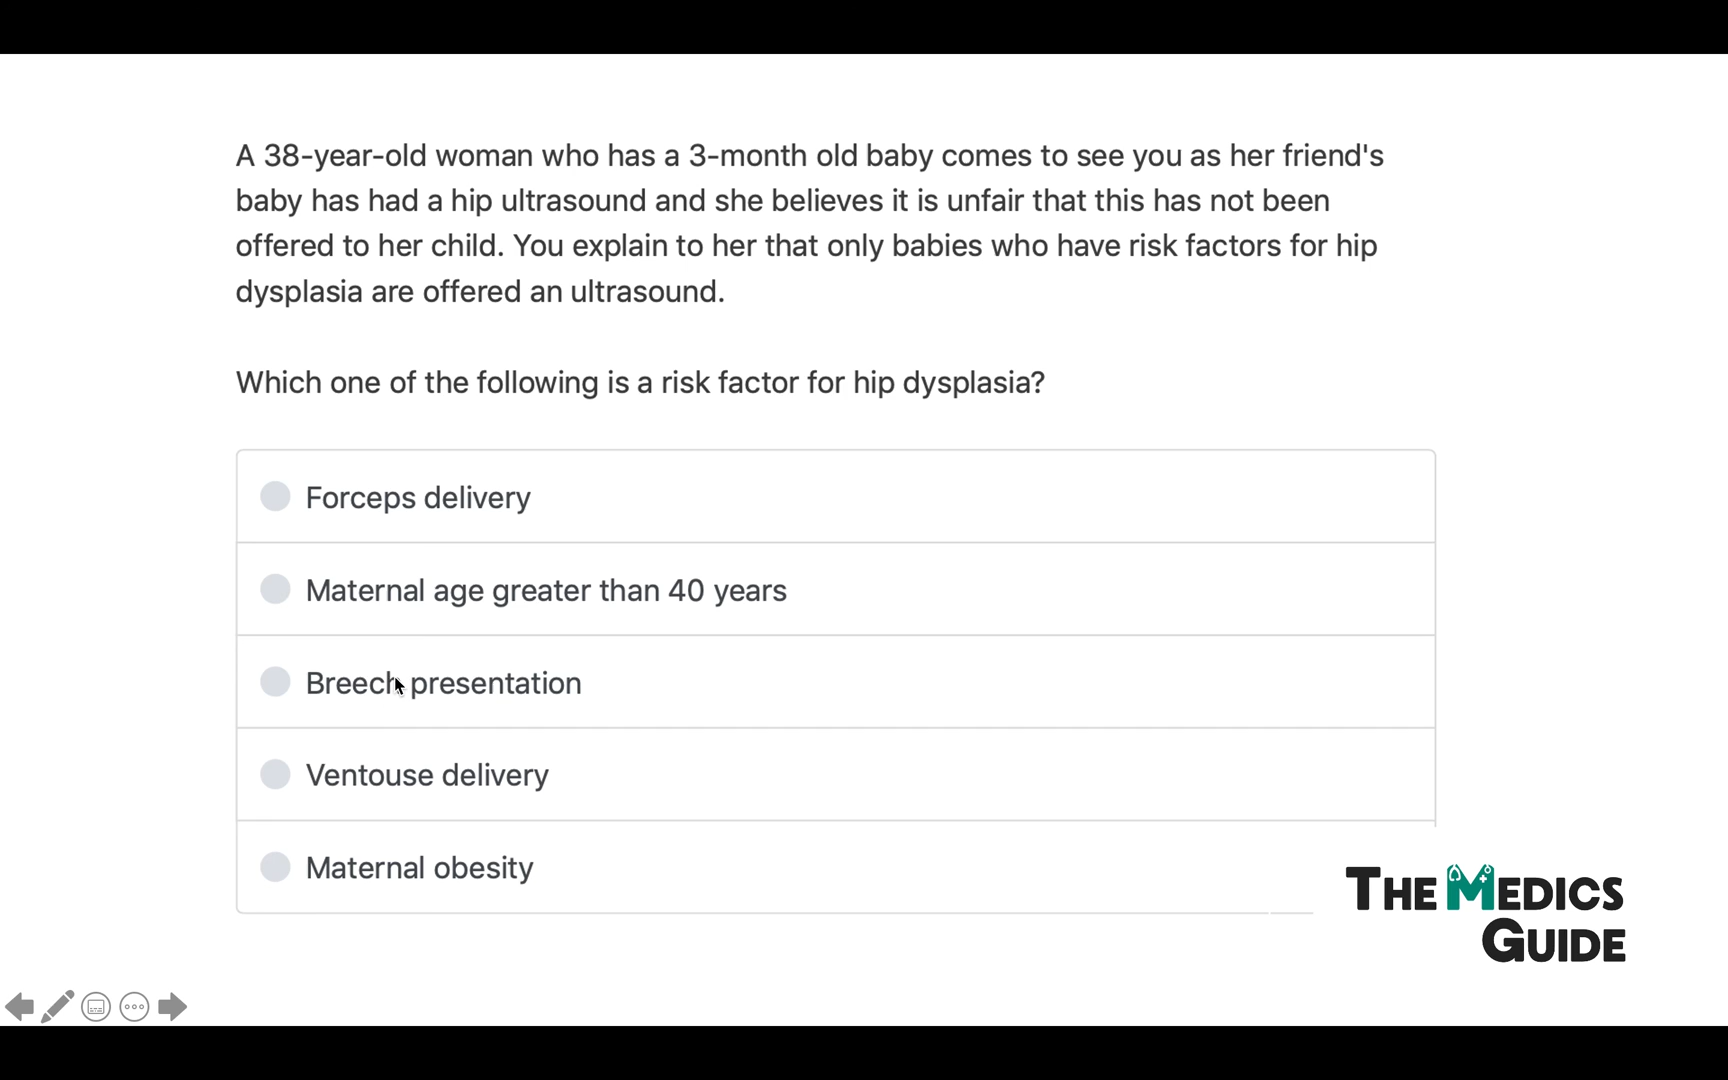 A 38-year-old woman who has a 3-month old baby comes to see you as her friend's
baby has had a hip ultrasound and she believes it is unfair that this has not been
offered to her child. You explain to her that only babies who have risk factors for hip
dysplasia are offered an ultrasound.
Which one of the following is a risk factor for hip dysplasia?
Forceps delivery
Maternal age greater than 40 years
Breech presentation
Ventouse delivery
Maternal obesity
THE MEDICS
GUIDE